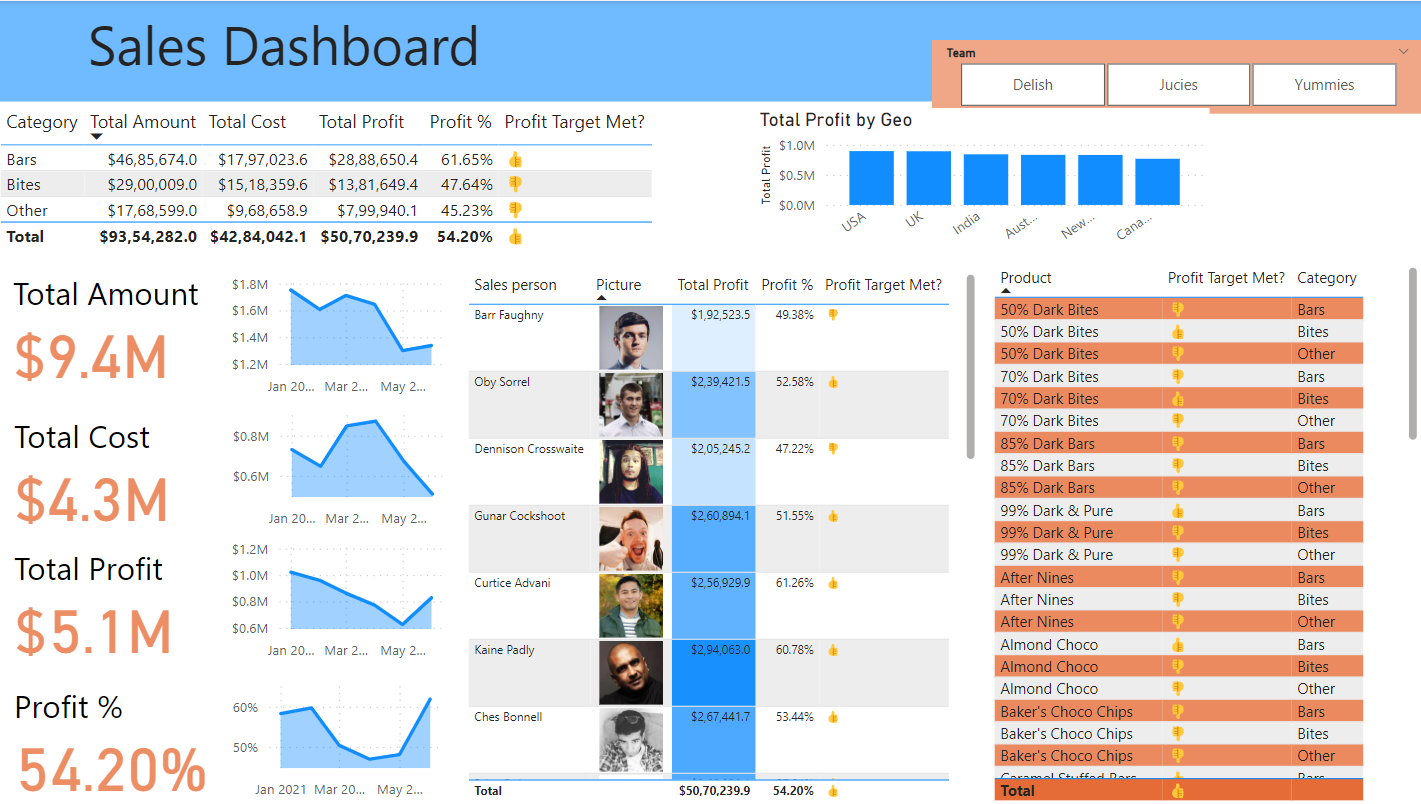 Sales Dashboard
Team
Delish Jucies Yummies
Category Total Amount Total Cost Total Profit Profit % Profit Target Met?
Bars $46,85,674.0 $17,97,023.6 $28,88,650.4 61.65% 👍
Bites $29,00,009.0 $15,18,359.6 $13,81,649.4 47.64% 👎
Other $17,68,599.0 $9,68,658.9 $7,99,940.1 45.23% 👎
Total $93,54,282.0 $42,84,042.1 $50,70,239.9 54.20% 👍
Total Profit by Geo
Total Profit
$1.0M
$0.5M
$0.0M
USA UK India Aust... New... Cana...
Total Amount
$9.4M
$1.8M
$1.6M
$1.4M
$1.2M
Jan 20... Mar 2... May 2...
Total Cost
$4.3M
$0.8M
$0.6M
Jan 20... Mar 2... May 2...
Total Profit
$5.1M
$1.2M
$1.0M
$0.8M
$0.6M
Jan 20... Mar 2... May 2...
Profit %
54.20%
60%
50%
Jan 2021 Mar 20... May 2...
Sales person Picture Total Profit Profit % Profit Target Met?
Barr Faughny $1,92,523.5 49.38% 👎
Oby Sorrel $2,39,421.5 52.58% 👍
Dennison Crosswaite $2,05,245.2 47.22% 👎
Gunar Cockshoot $2,60,894.1 51.55% 👍
Curtice Advani $2,56,929.9 61.26% 👍
Kaine Padly $2,94,063.0 60.78% 👍
Ches Bonnell $2,67,441.7 53.44% 👍
Total $50,70,239.9 54.20% 👍
Product Profit Target Met? Category
50% Dark Bites 👎 Bars
50% Dark Bites 👍 Bites
50% Dark Bites 👎 Other
70% Dark Bites 👎 Bars
70% Dark Bites 👍 Bites
70% Dark Bites 👎 Other
85% Dark Bars 👎 Bars
85% Dark Bars 👎 Bites
85% Dark Bars 👎 Other
99% Dark & Pure 👍 Bars
99% Dark & Pure 👎 Bites
99% Dark & Pure 👎 Other
After Nines 👎 Bars
After Nines 👎 Bites
After Nines 👎 Other
Almond Choco 👍 Bars
Almond Choco 👎 Bites
Almond Choco 👎 Other
Baker's Choco Chips 👎 Bars
Baker's Choco Chips 👎 Bites
Baker's Choco Chips 👎 Other
Caramel Stuffed Bars 👍 Bars
Total 👍